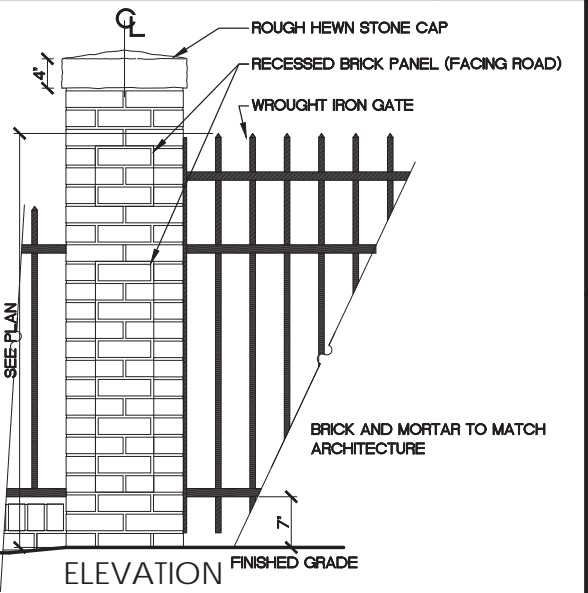 CL
ROUGH HEWN STONE CAP
4"
RECESSED BRICK PANEL (FACING ROAD)
WROUGHT IRON GATE
SEE PLAN
BRICK AND MORTAR TO MATCH
ARCHITECTURE
7"
FINISHED GRADE
ELEVATION